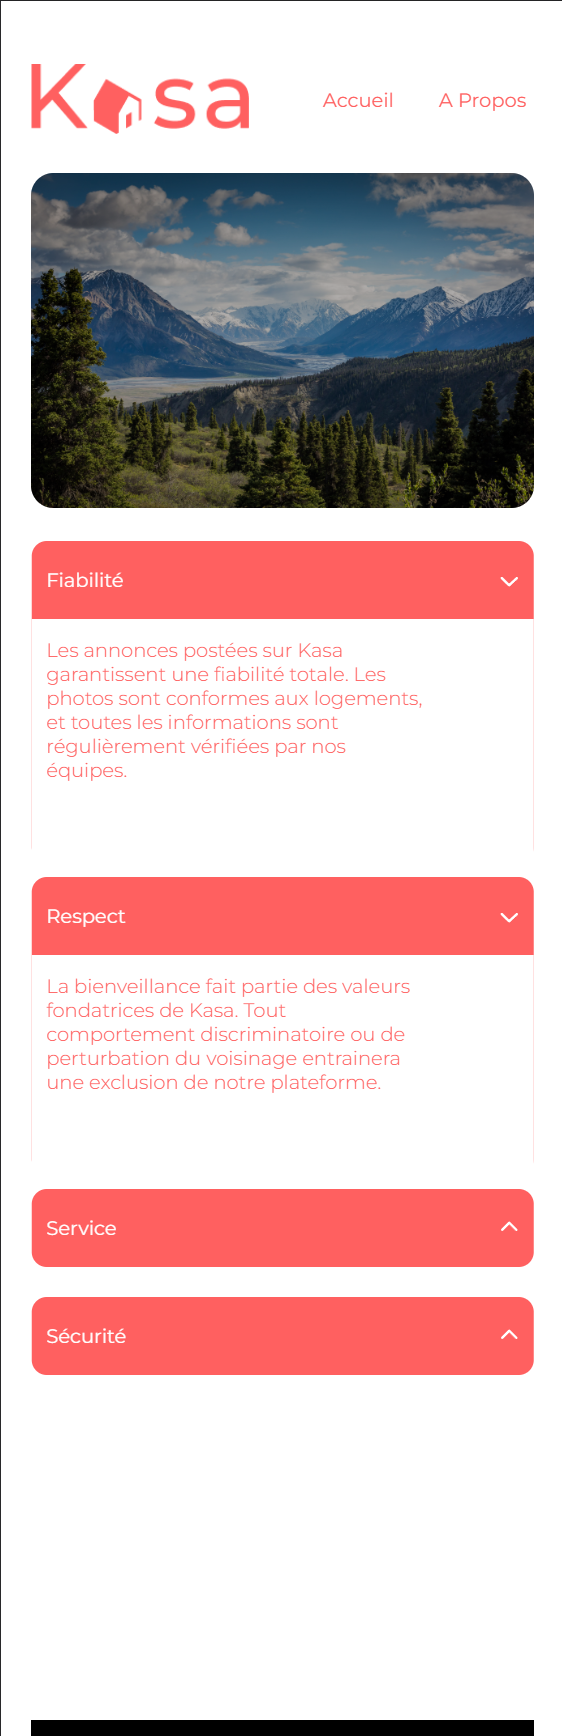 Kasa
Accueil A Propos
Fiabilité
Les annonces postées sur Kasa
garantissent une fiabilité totale. Les
photos sont conformes aux logements,
et toutes les informations sont
régulièrement vérifiées par nos
équipes.
Respect
La bienveillance fait partie des valeurs
fondatrices de Kasa. Tout
comportement discriminatoire ou de
perturbation du voisinage entrainera
une exclusion de notre plateforme.
Service
Sécurité